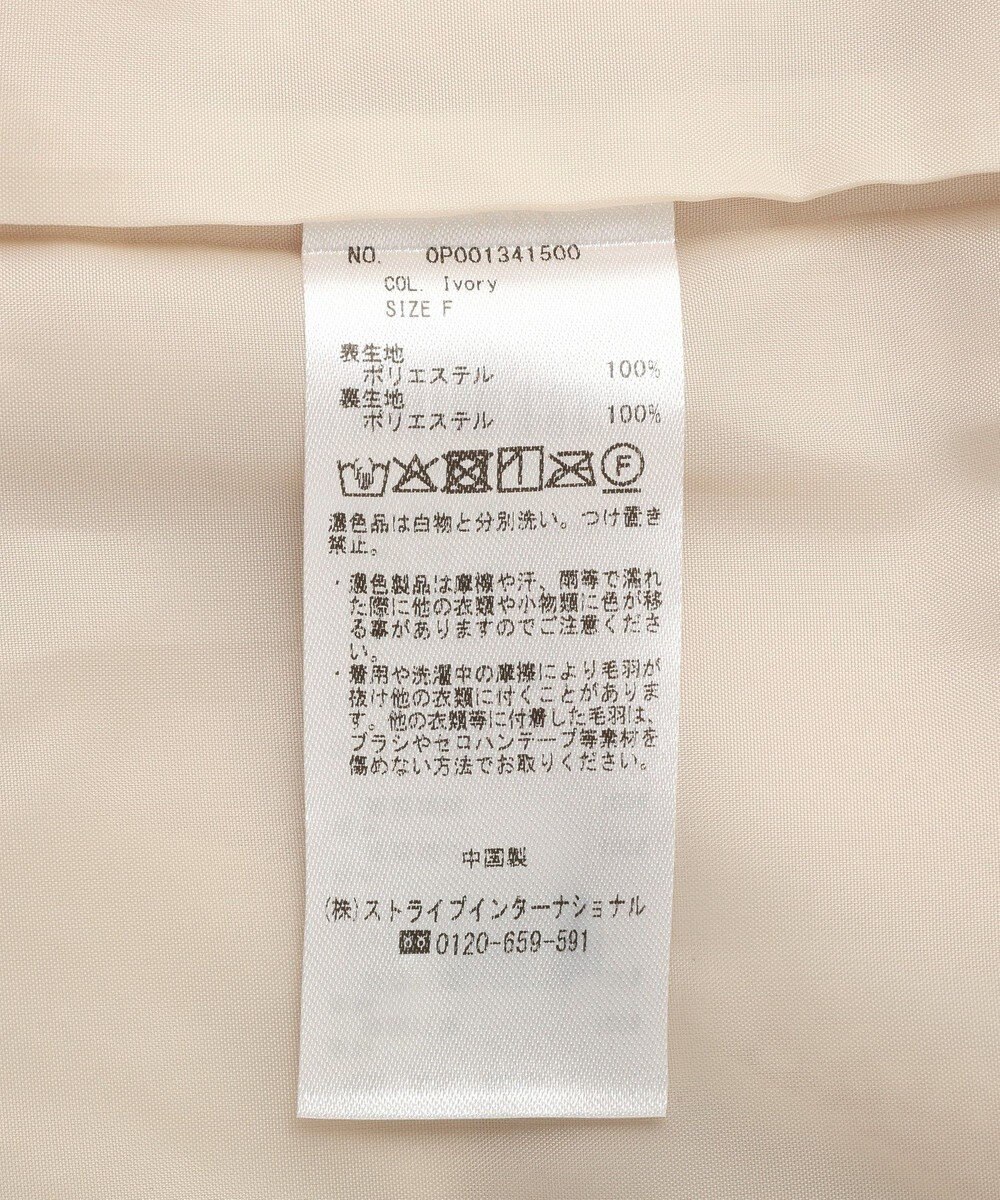 NO. OP001341500
COL. Ivory
SIZE F
表生地
ポリエステル 100%
裏生地
ポリエステル 100%
F
濃色品は白物と分別洗い。つけ置き
禁止。
・濃色製品は摩擦や汗、雨等で濡れ
た際に他の衣類や小物類に色が移
る事がありますのでご注意くださ
い。
・着用や洗濯中の摩擦により毛羽が
抜け他の衣類に付くことがありま
す。他の衣類等に付着した毛羽は、
ブラシやセロハンテープ等素材を
傷めない方法でお取りください。
中国製
(株)ストライプインターナショナル
0120-659-591